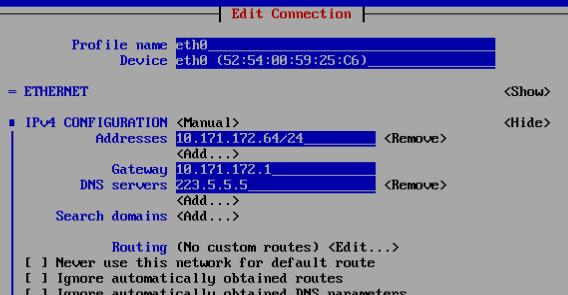 Edit Connection
Profile name eth0
Device eth0 (52:54:00:59:25:C6)
= ETHERNET <Show>
IPv4 CONFIGURATION <Manual> <Hide>
Addresses 10.171.172.64/24 <Remove>
<Add...>
Gateway 10.171.172.1
DNS servers 223.5.5.5 <Remove>
<Add...>
Search domains <Add...>
Routing (No custom routes) <Edit...>
[ ] Never use this network for default route
[ ] Ignore automatically obtained routes
[ ] Ignore automatically obtained DNS parameters